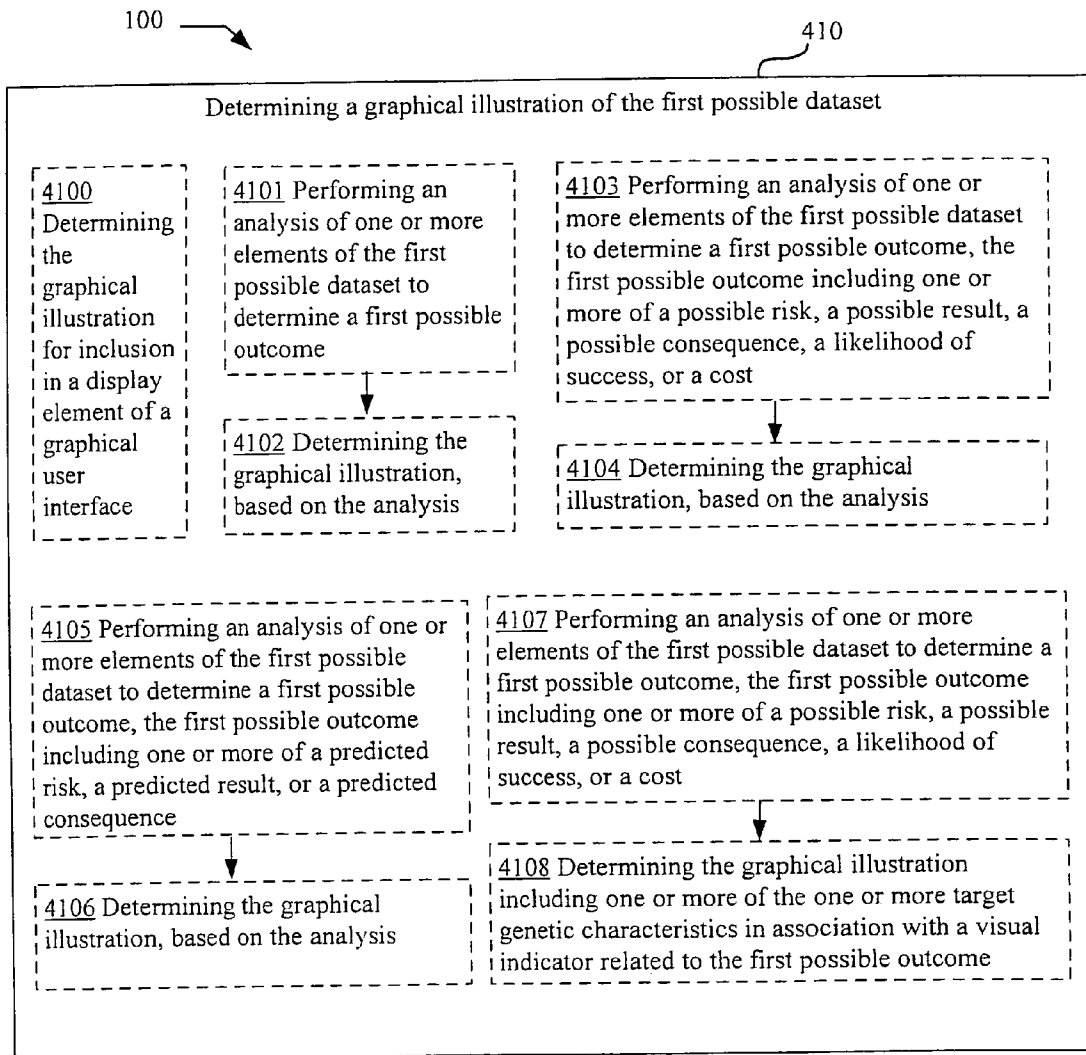 100
410
Determining a graphical illustration of the first possible dataset
4100
Determining
the
graphical
illustration
for inclusion
in a display
element of a
graphical
user
interface
4101 Performing an
analysis of one or more
elements of the first
possible dataset to
determine a first possible
outcome
4102 Determining the
graphical illustration,
based on the analysis
4103 Performing an analysis of one or
more elements of the first possible dataset
to determine a first possible outcome, the
first possible outcome including one or
more of a possible risk, a possible result, a
possible consequence, a likelihood of
success, or a cost
4104 Determining the graphical
illustration, based on the analysis
4105 Performing an analysis of one or
more elements of the first possible
dataset to determine a first possible
outcome, the first possible outcome
including one or more of a predicted
risk, a predicted result, or a predicted
consequence
4106 Determining the graphical
illustration, based on the analysis
4107 Performing an analysis of one or more
elements of the first possible dataset to determine a
first possible outcome, the first possible outcome
including one or more of a possible risk, a possible
result, a possible consequence, a likelihood of
success, or a cost
4108 Determining the graphical illustration
including one or more of the one or more target
genetic characteristics in association with a visual
indicator related to the first possible outcome